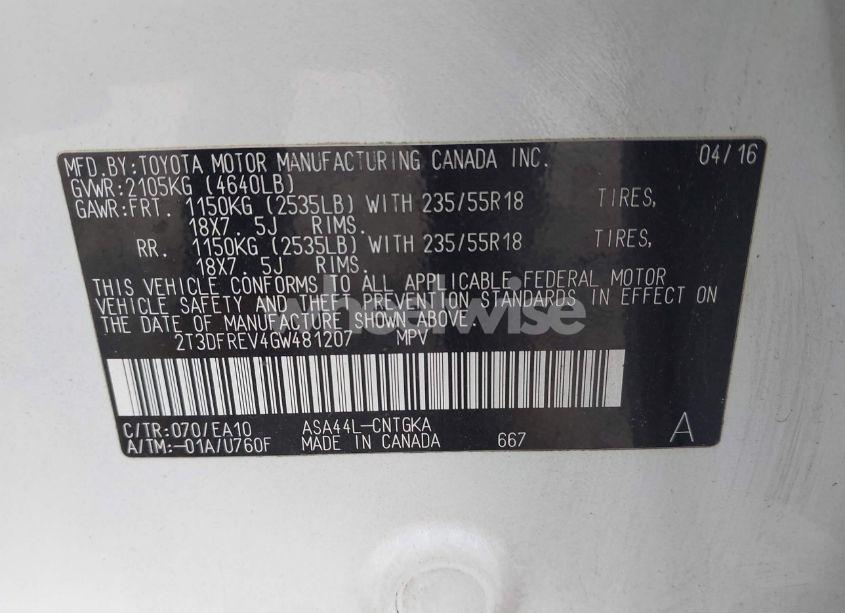 MFD.BY:TOYOTA MOTOR MANUFACTURING CANADA INC. 04/16
GVWR:2105KG (4640LB)
GAWR:FRT. 1150KG (2535LB) WITH 235/55R18 TIRES,
18X7.5J RIMS.
RR. 1150KG (2535LB) WITH 235/55R18 TIRES,
18X7.5J RIMS.
THIS VEHICLE CONFORMS TO ALL APPLICABLE FEDERAL MOTOR
VEHICLE SAFETY AND THEFT PREVENTION STANDARDS IN EFFECT ON
THE DATE OF MANUFACTURE SHOWN ABOVE.
wheelwise
2T3DFREV4GW481207 MPV
C/TR:070/EA10 ASA44L-CNTGKA
A/TM:-01A/U760F MADE IN CANADA 667 A